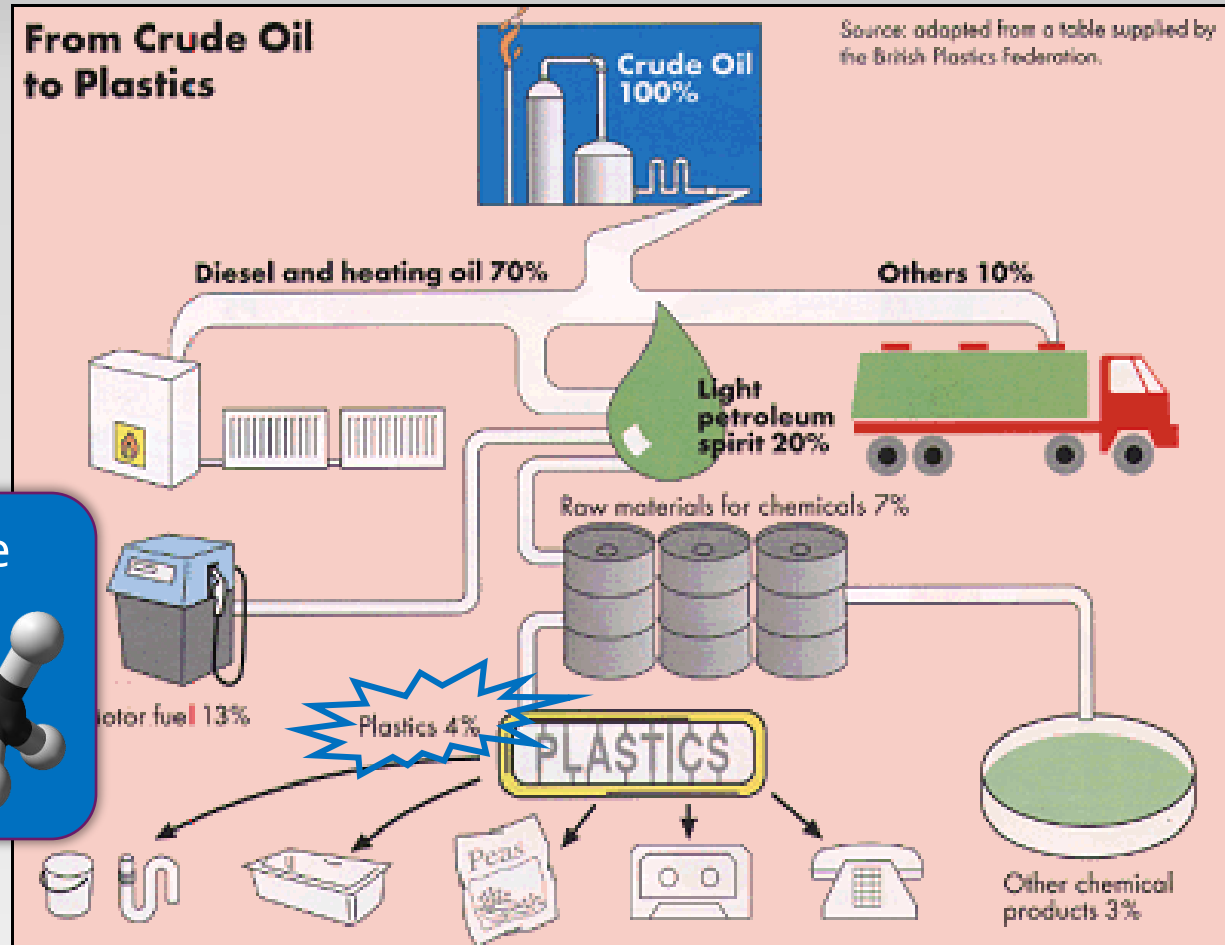 From Crude Oil
to Plastics
Source: adapted from a table supplied by
the British Plastics Federation.
Crude Oil
100%
Diesel and heating oil 70%
Others 10%
Light
petroleum
spirit 20%
Raw materials for chemicals 7%
e
otor fuel 13%
Plastics 4%
PLASTICS
Peas
Other chemical
products 3%